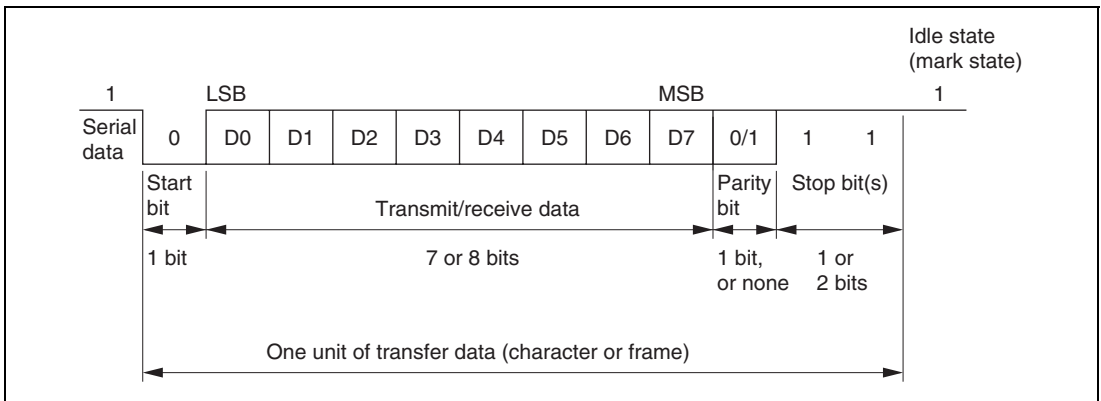 Idle state
(mark state)
1 LSB MSB 1
Serial
data
0 D0 D1 D2 D3 D4 D5 D6 D7 0/1 1 1
Start
bit
Transmit/receive data
Parity
bit
Stop bit(s)
1 bit
7 or 8 bits
1 bit,
or none
1 or
2 bits
One unit of transfer data (character or frame)